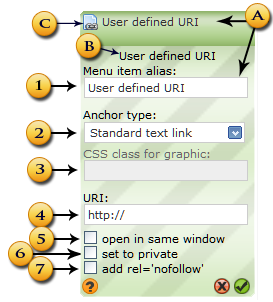 C User defined URI A
B User defined URI
Menu item alias:
1 User defined URI
Anchor type:
2 Standard text link
CSS class for graphic:
3
URI:
4 http://
5 open in same window
6 set to private
7 add rel='nofollow'
?